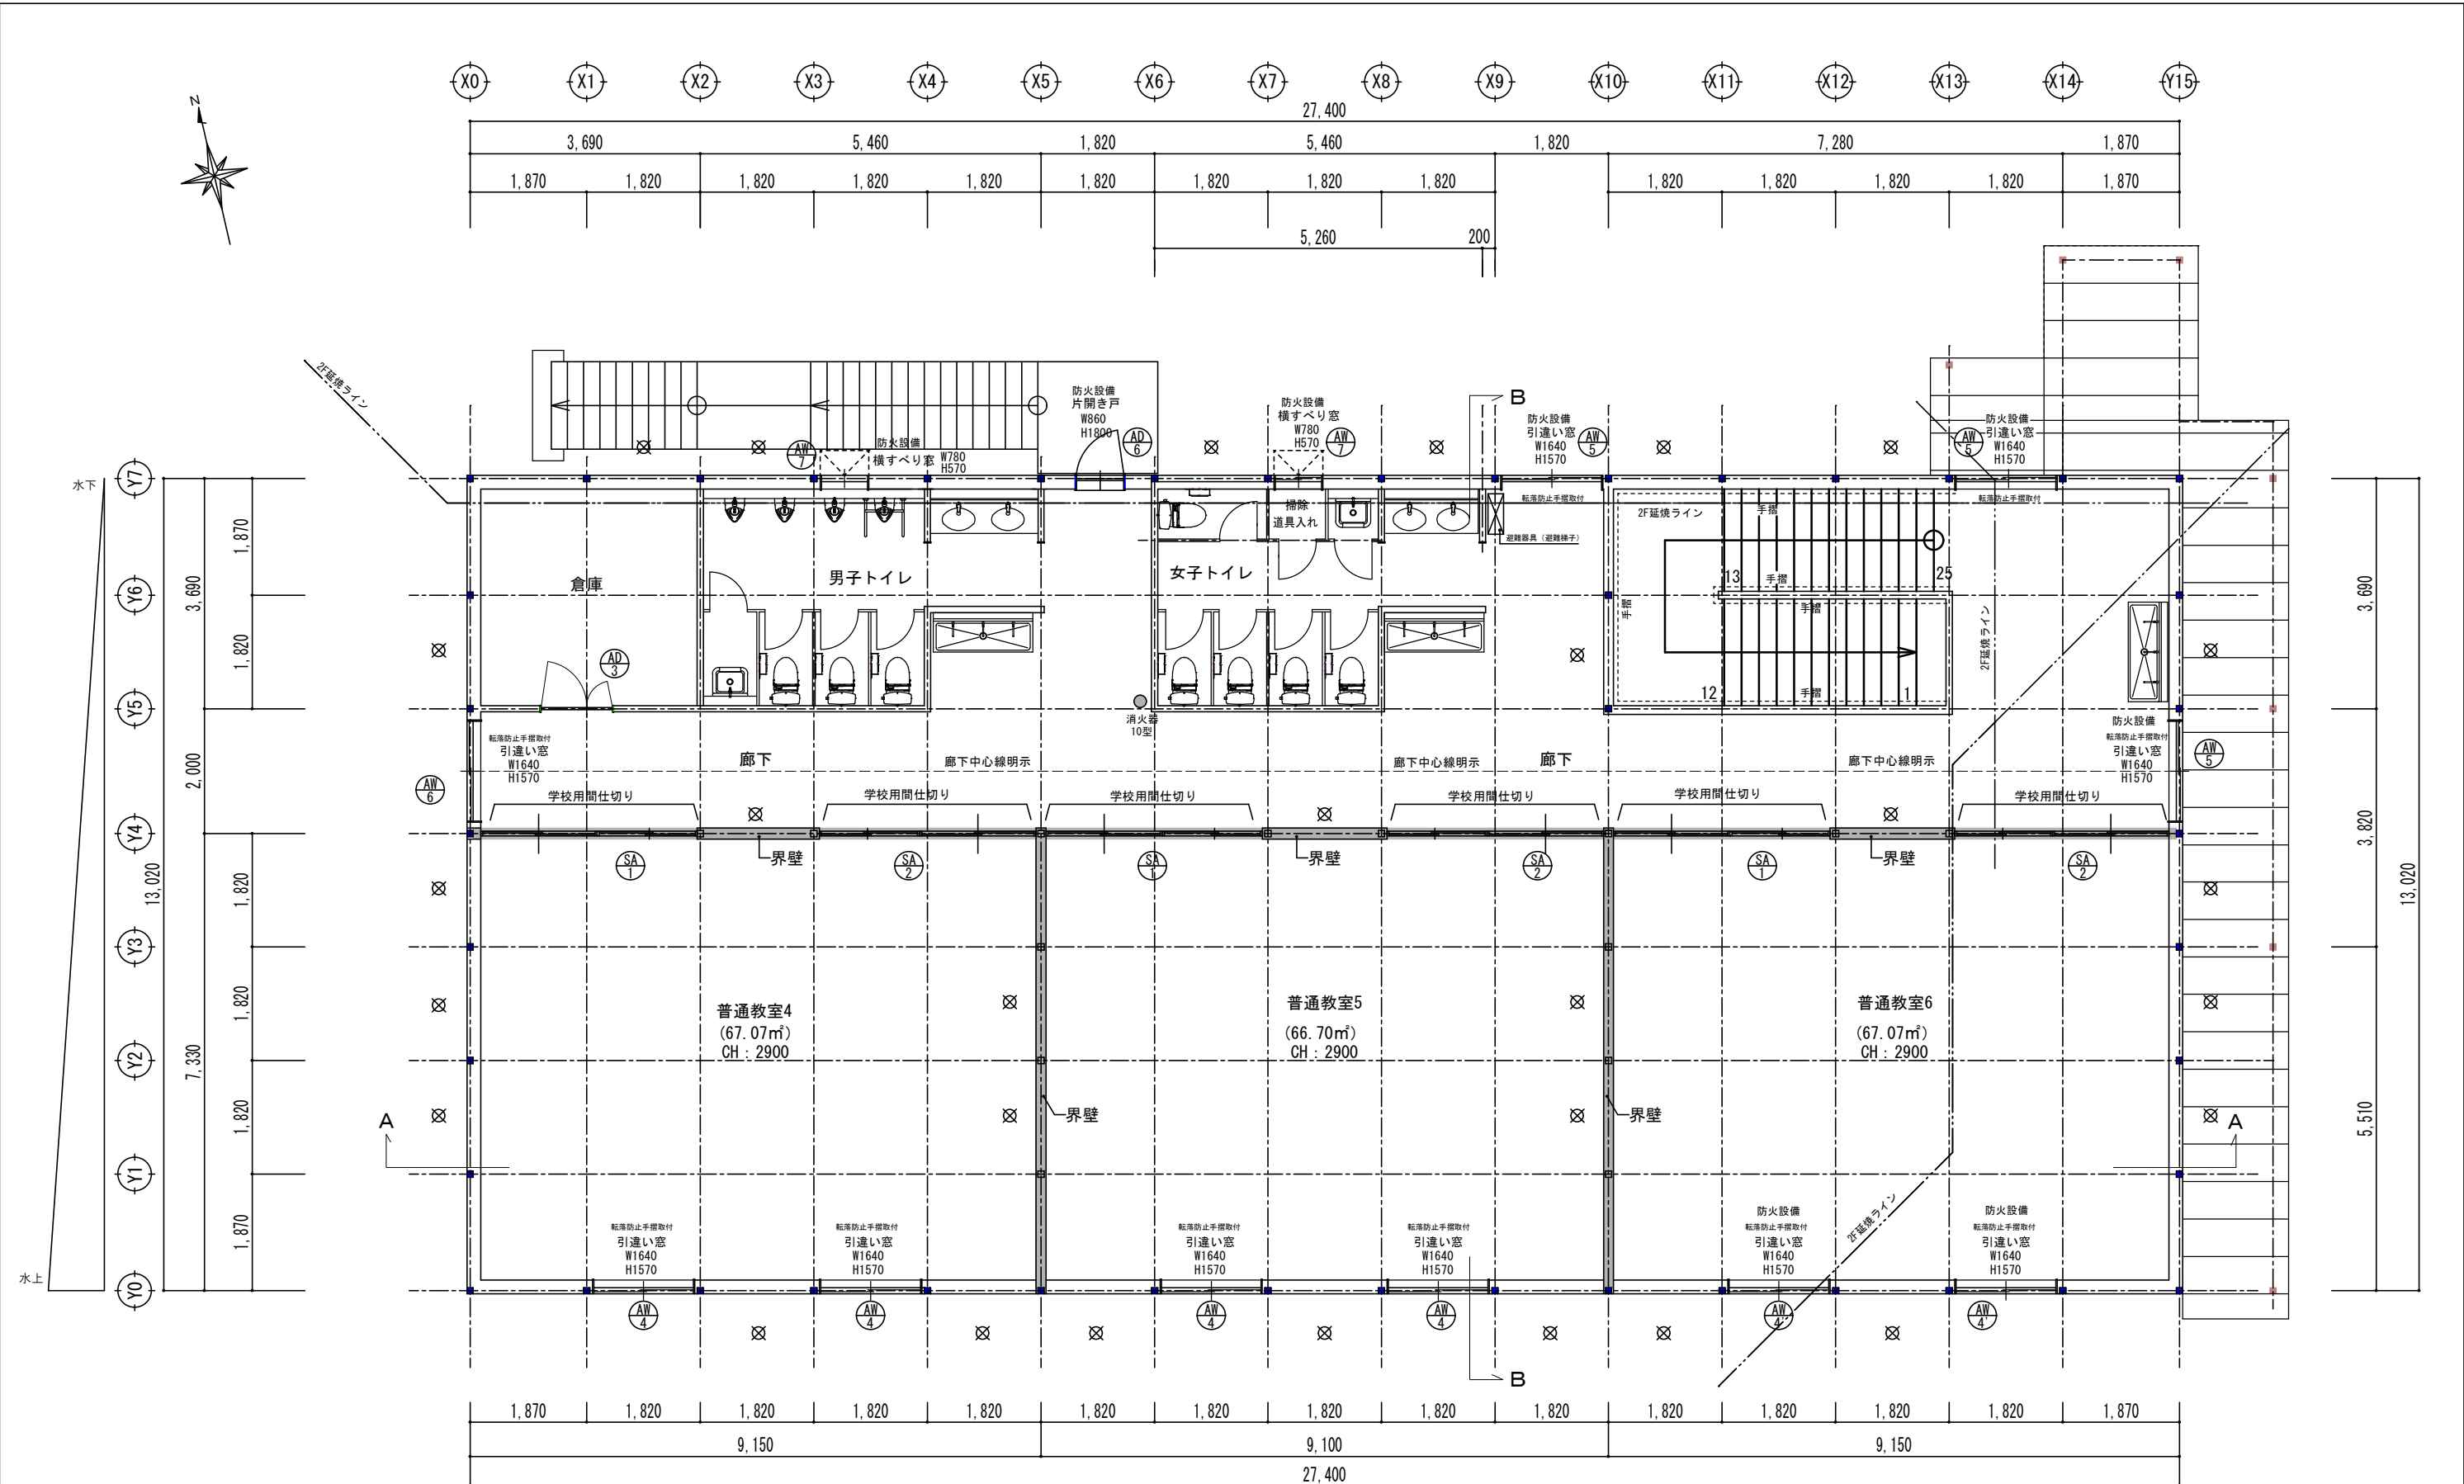 X0 X1 X2 X3 X4 X5 X6 X7 X8 X9 X10 X11 X12 X13 X14 Y15
27,400
3,690 5,460 1,820 5,460 1,820 7,280 1,870
1,870 1,820 1,820 1,820 1,820 1,820 1,820 1,820 1,820 1,820 1,820 1,820 1,820 1,870
5,260 200
N
2F延焼ライン
防火設備
片開き戸
W860
H1800
AD
6
防火設備
横すべり窓
W780
H570
AW
7
防火設備
横すべり窓
W780
H570
AW
7
B
防火設備
引違い窓
W1640
H1570
AW
5
転落防止手摺取付
防火設備
引違い窓
W1640
H1570
AW
5
転落防止手摺取付
水下
Y7
Y6
Y5
Y4
Y3
Y2
Y1
Y0
水上
1,870
1,820
3,690
2,000
13,020
7,330
1,820
1,820
1,820
1,870
倉庫
AD
3
男子トイレ
女子トイレ
掃除
道具入れ
避難器具（避難梯子）
消火器
10型
2F延焼ライン
手摺
13
手摺
25
手摺
手摺
12
手摺
1
2F延焼ライン
転落防止手摺取付
引違い窓
W1640
H1570
AW
6
廊下
廊下中心線明示
廊下中心線明示
廊下
廊下中心線明示
防火設備
転落防止手摺取付
引違い窓
W1640
H1570
AW
5
学校用間仕切り
学校用間仕切り
学校用間仕切り
学校用間仕切り
学校用間仕切り
学校用間仕切り
SA
1
界壁
SA
2
SA
1
界壁
SA
2
SA
1
界壁
SA
2
3,690
3,820
13,020
5,510
普通教室4
(67.07㎡)
CH : 2900
普通教室5
(66.70㎡)
CH : 2900
普通教室6
(67.07㎡)
CH : 2900
A
界壁
界壁
A
2F延焼ライン
転落防止手摺取付
引違い窓
W1640
H1570
AW
4
転落防止手摺取付
引違い窓
W1640
H1570
AW
4
転落防止手摺取付
引違い窓
W1640
H1570
AW
4
転落防止手摺取付
引違い窓
W1640
H1570
AW
4
防火設備
転落防止手摺取付
引違い窓
W1640
H1570
AW
4'
防火設備
転落防止手摺取付
引違い窓
W1640
H1570
AW
4'
B
1,870 1,820 1,820 1,820 1,820 1,820 1,820 1,820 1,820 1,820 1,820 1,820 1,820 1,820 1,870
9,150 9,100 9,150
27,400